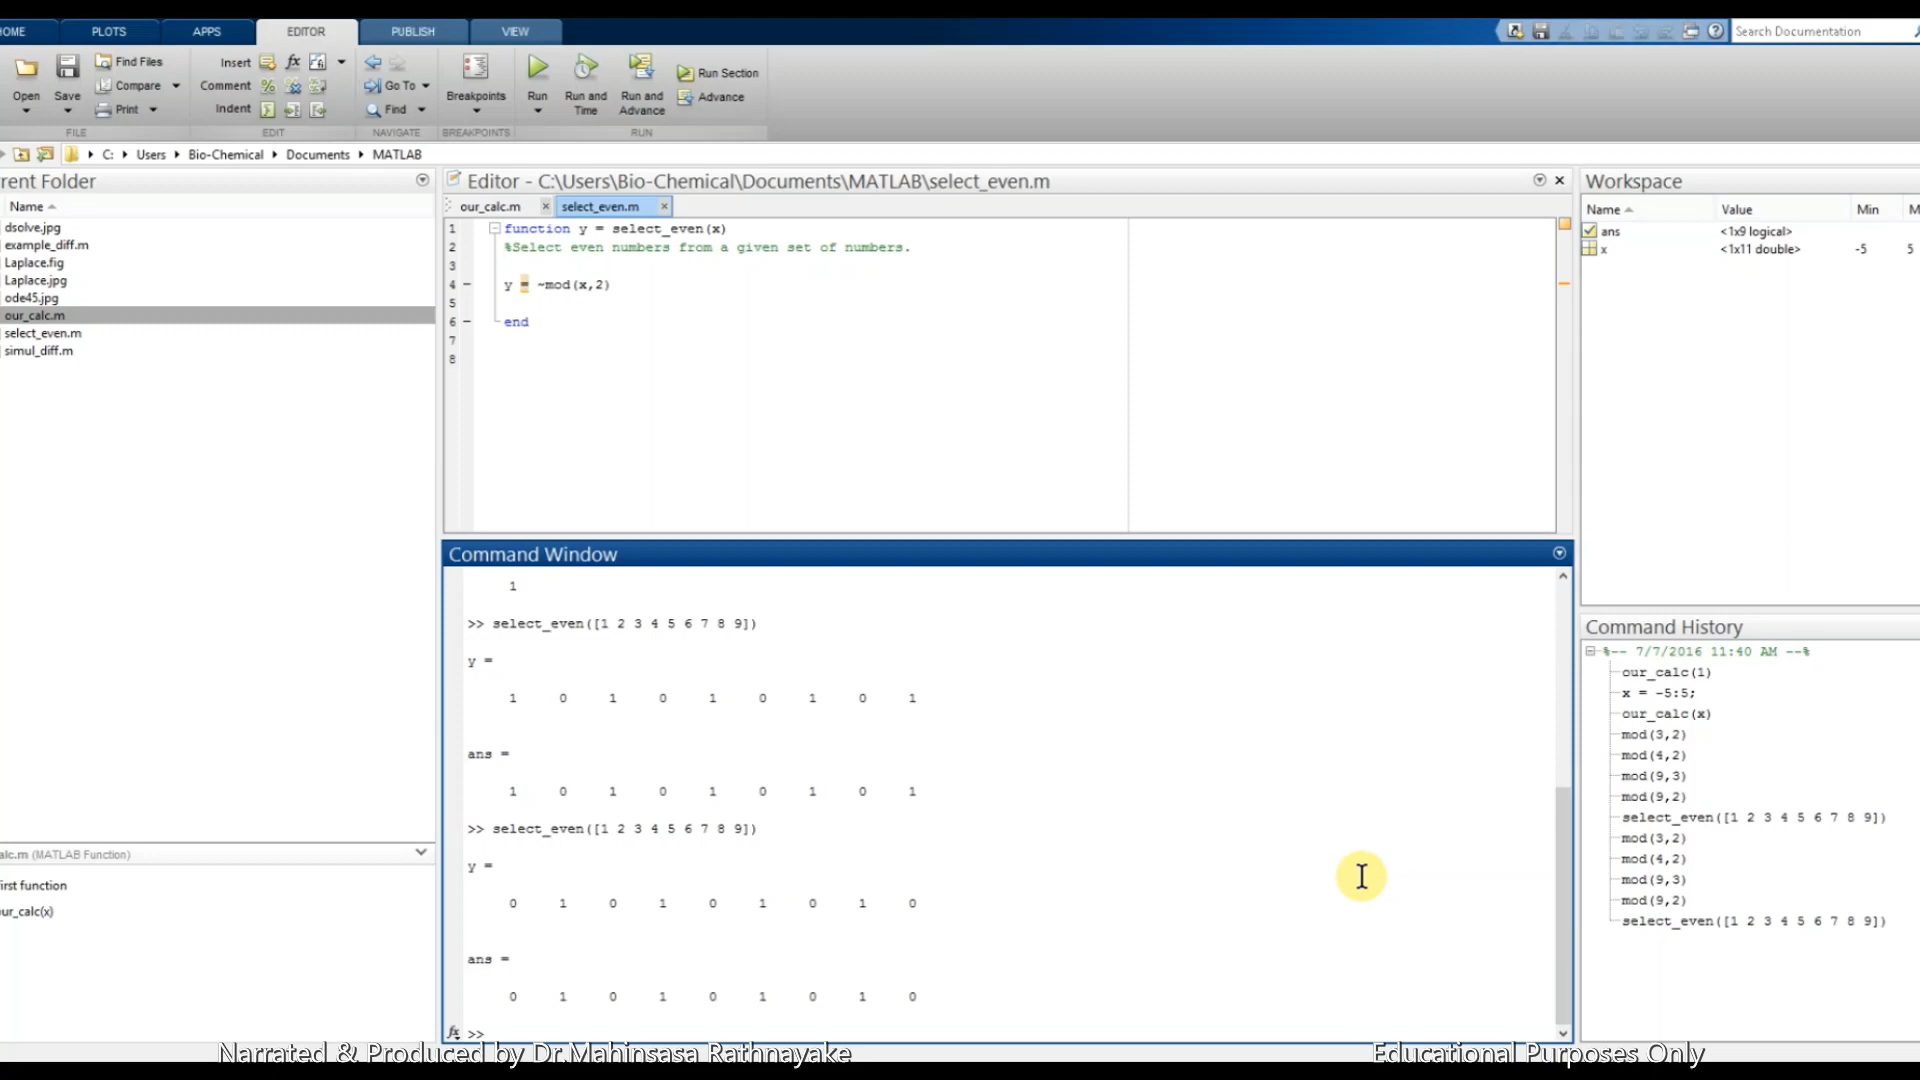 HOME PLOTS APPS EDITOR PUBLISH VIEW
Search Documentation
Find Files Insert fx
Compare Comment % Go To
Print Indent Find
Open Save Breakpoints Run Run and Time Run and Advance Run Section Advance
FILE EDIT NAVIGATE BREAKPOINTS RUN
C: Users Bio-Chemical Documents MATLAB
rent Folder
Name
dsolve.jpg
example_diff.m
Laplace.fig
Laplace.jpg
ode45.jpg
our_calc.m
select_even.m
simul_diff.m
alc.m (MATLAB Function)
irst function
ur_calc(x)
Editor - C:\Users\Bio-Chemical\Documents\MATLAB\select_even.m
our_calc.m select_even.m
1 function y = select_even(x)
2 %Select even numbers from a given set of numbers.
3
4 - y = ~mod(x,2)
5
6 - end
7
8
Command Window
1
>> select_even([1 2 3 4 5 6 7 8 9])
y =
1 0 1 0 1 0 1 0 1
ans =
1 0 1 0 1 0 1 0 1
>> select_even([1 2 3 4 5 6 7 8 9])
y =
0 1 0 1 0 1 0 1 0
ans =
0 1 0 1 0 1 0 1 0
fx >>
Workspace
Name Value Min M
ans <1x9 logical>
x <1x11 double> -5 5
Command History
%-- 7/7/2016 11:40 AM --%
our_calc(1)
x = -5:5;
our_calc(x)
mod(3,2)
mod(4,2)
mod(9,3)
mod(9,2)
select_even([1 2 3 4 5 6 7 8 9])
mod(3,2)
mod(4,2)
mod(9,3)
mod(9,2)
select_even([1 2 3 4 5 6 7 8 9])
Narrated & Produced by Dr.Mahinsasa Rathnayake
Educational Purposes Only